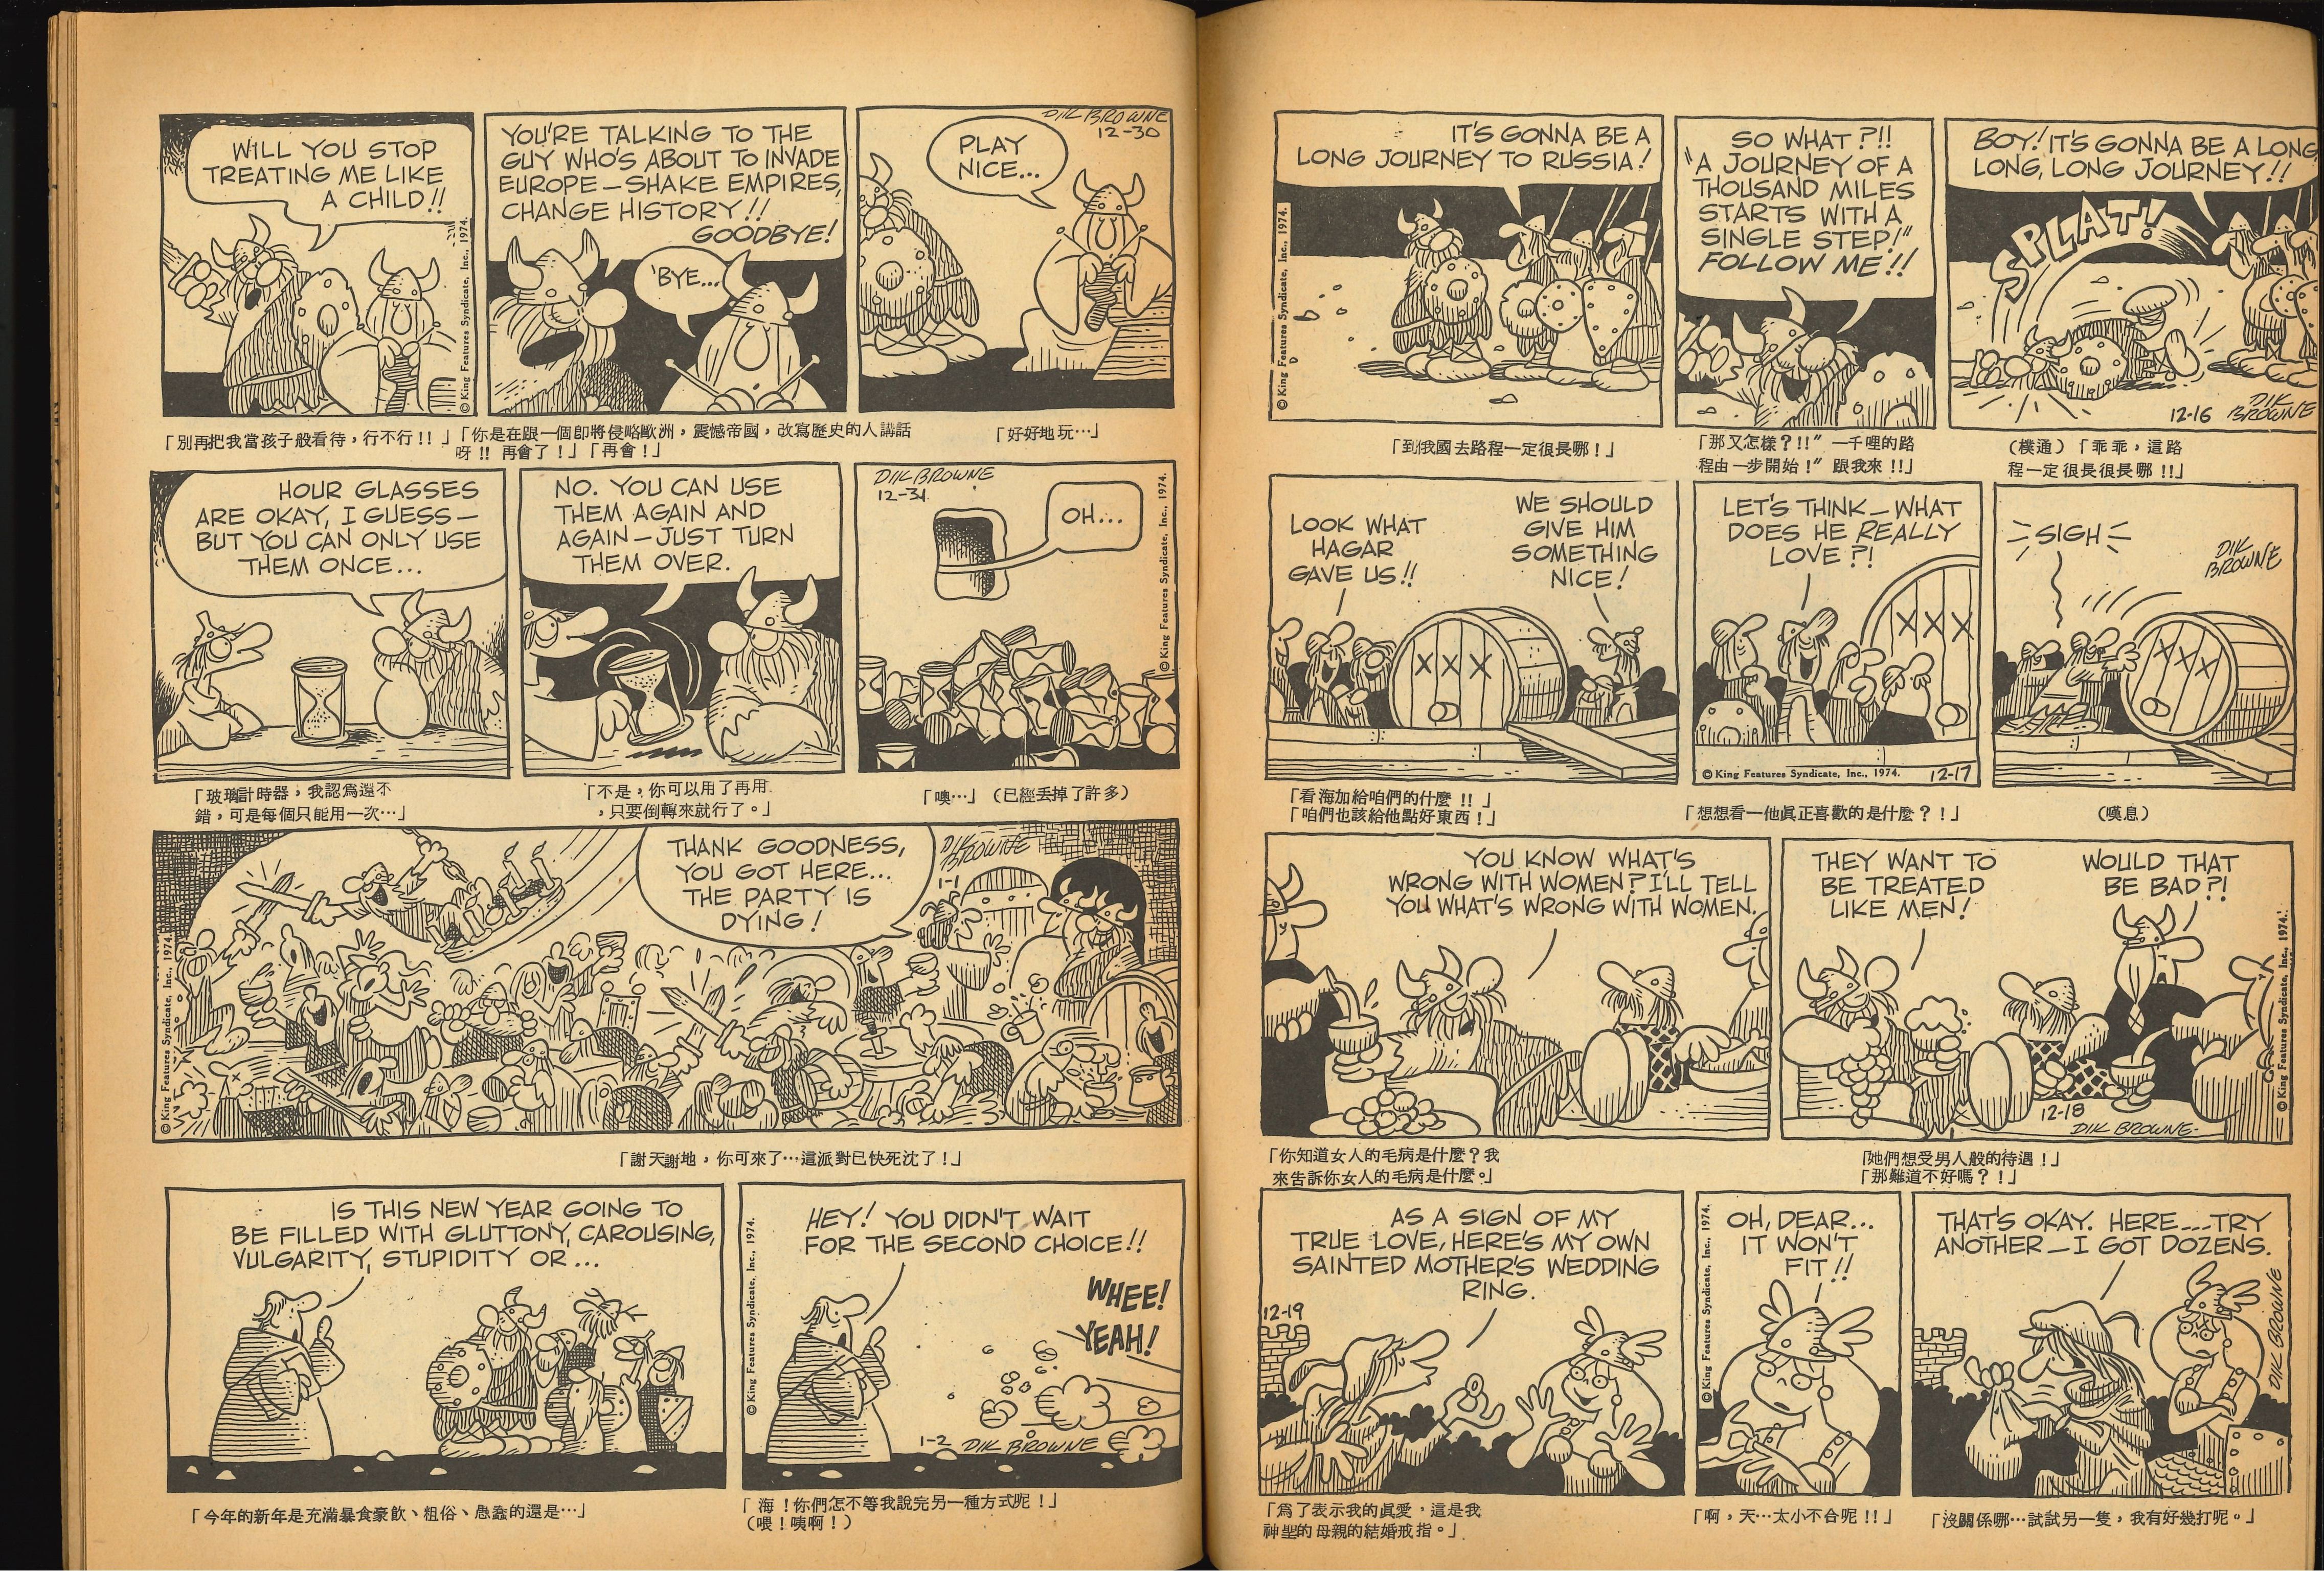 WILL YOU STOP
TREATING ME LIKE
A CHILD!!
© King Features Syndicate, Inc., 1974.
YOU'RE TALKING TO THE
GUY WHO'S ABOUT TO INVADE
EUROPE — SHAKE EMPIRES,
CHANGE HISTORY!!
GOODBYE!
'BYE...
DIK BROWNE
12-30
PLAY
NICE...
「別再把我當孩子般看待，行不行!!」
「你是在跟一個即將侵略歐洲，震憾帝國，改寫歷史的人講話
呀!! 再會了!」「再會!」
「好好地玩…」
HOUR GLASSES
ARE OKAY, I GUESS —
BUT YOU CAN ONLY USE
THEM ONCE...
NO. YOU CAN USE
THEM AGAIN AND
AGAIN — JUST TURN
THEM OVER.
DIK BROWNE
12-31
OH...
© King Features Syndicate, Inc., 1974.
「玻璃計時器，我認爲還不
錯，可是每個只能用一次…」
「不是，你可以用了再用
，只要倒轉來就行了。」
「噢…」（已經丟掉了許多）
© King Features Syndicate, Inc., 1974.
THANK GOODNESS,
YOU GOT HERE...
THE PARTY IS
DYING!
DIK
BROWNE
1-1
「謝天謝地，你可來了…這派對已快死沈了!」
IS THIS NEW YEAR GOING TO
BE FILLED WITH GLUTTONY, CAROUSING,
VULGARITY, STUPIDITY OR...
© King Features Syndicate, Inc., 1974.
HEY! YOU DIDN'T WAIT
FOR THE SECOND CHOICE!!
WHEE!
YEAH!
1-2 DIK BROWNE
「今年的新年是充滿暴食豪飲、粗俗、愚蠢的還是…」
「海!你們怎不等我說完另一種方式呢!」
（喂!咦啊!）
IT'S GONNA BE A
LONG JOURNEY TO RUSSIA!
© King Features Syndicate, Inc., 1974.
SO WHAT?!!
"A JOURNEY OF A
THOUSAND MILES
STARTS WITH A
SINGLE STEP!"
FOLLOW ME!!
BOY! IT'S GONNA BE A LONG,
LONG, LONG JOURNEY!!
SPLAT!
12-16
DIK
BROWNE
「到俄國去路程一定很長哪!」
「那又怎樣?!!" 一千哩的路
程由一步開始!" 跟我來!!」
（樸通）「乖乖，這路
程一定很長很長哪!!」
LOOK WHAT
HAGAR
GAVE US!!
WE SHOULD
GIVE HIM
SOMETHING
NICE!
XXX
LET'S THINK — WHAT
DOES HE REALLY
LOVE?!
XXX
© King Features Syndicate, Inc., 1974.
12-17
SIGH
DIK
BROWNE
XXX
「看海加給咱們的什麼!!」
「咱們也該給他點好東西!」
「想想看一他眞正喜歡的是什麼?!」
（嘆息）
YOU KNOW WHAT'S
WRONG WITH WOMEN? I'LL TELL
YOU WHAT'S WRONG WITH WOMEN.
THEY WANT TO
BE TREATED
LIKE MEN!
WOULD THAT
BE BAD?!
© King Features Syndicate, Inc., 1974.
12-18
DIK BROWNE
「你知道女人的毛病是什麼?我
來告訴你女人的毛病是什麼。」
「她們想受男人般的待遇!」
「那難道不好嗎?!」
AS A SIGN OF MY
TRUE LOVE, HERE'S MY OWN
SAINTED MOTHER'S WEDDING
RING.
12-19
© King Features Syndicate, Inc., 1974.
OH, DEAR...
IT WON'T
FIT!!
THAT'S OKAY. HERE....TRY
ANOTHER — I GOT DOZENS.
DIK BROWNE
「爲了表示我的眞愛，這是我
神聖的母親的結婚戒指。」
「啊，天…太小不合呢!!」
「沒關係哪…試試另一隻，我有好幾打呢。」